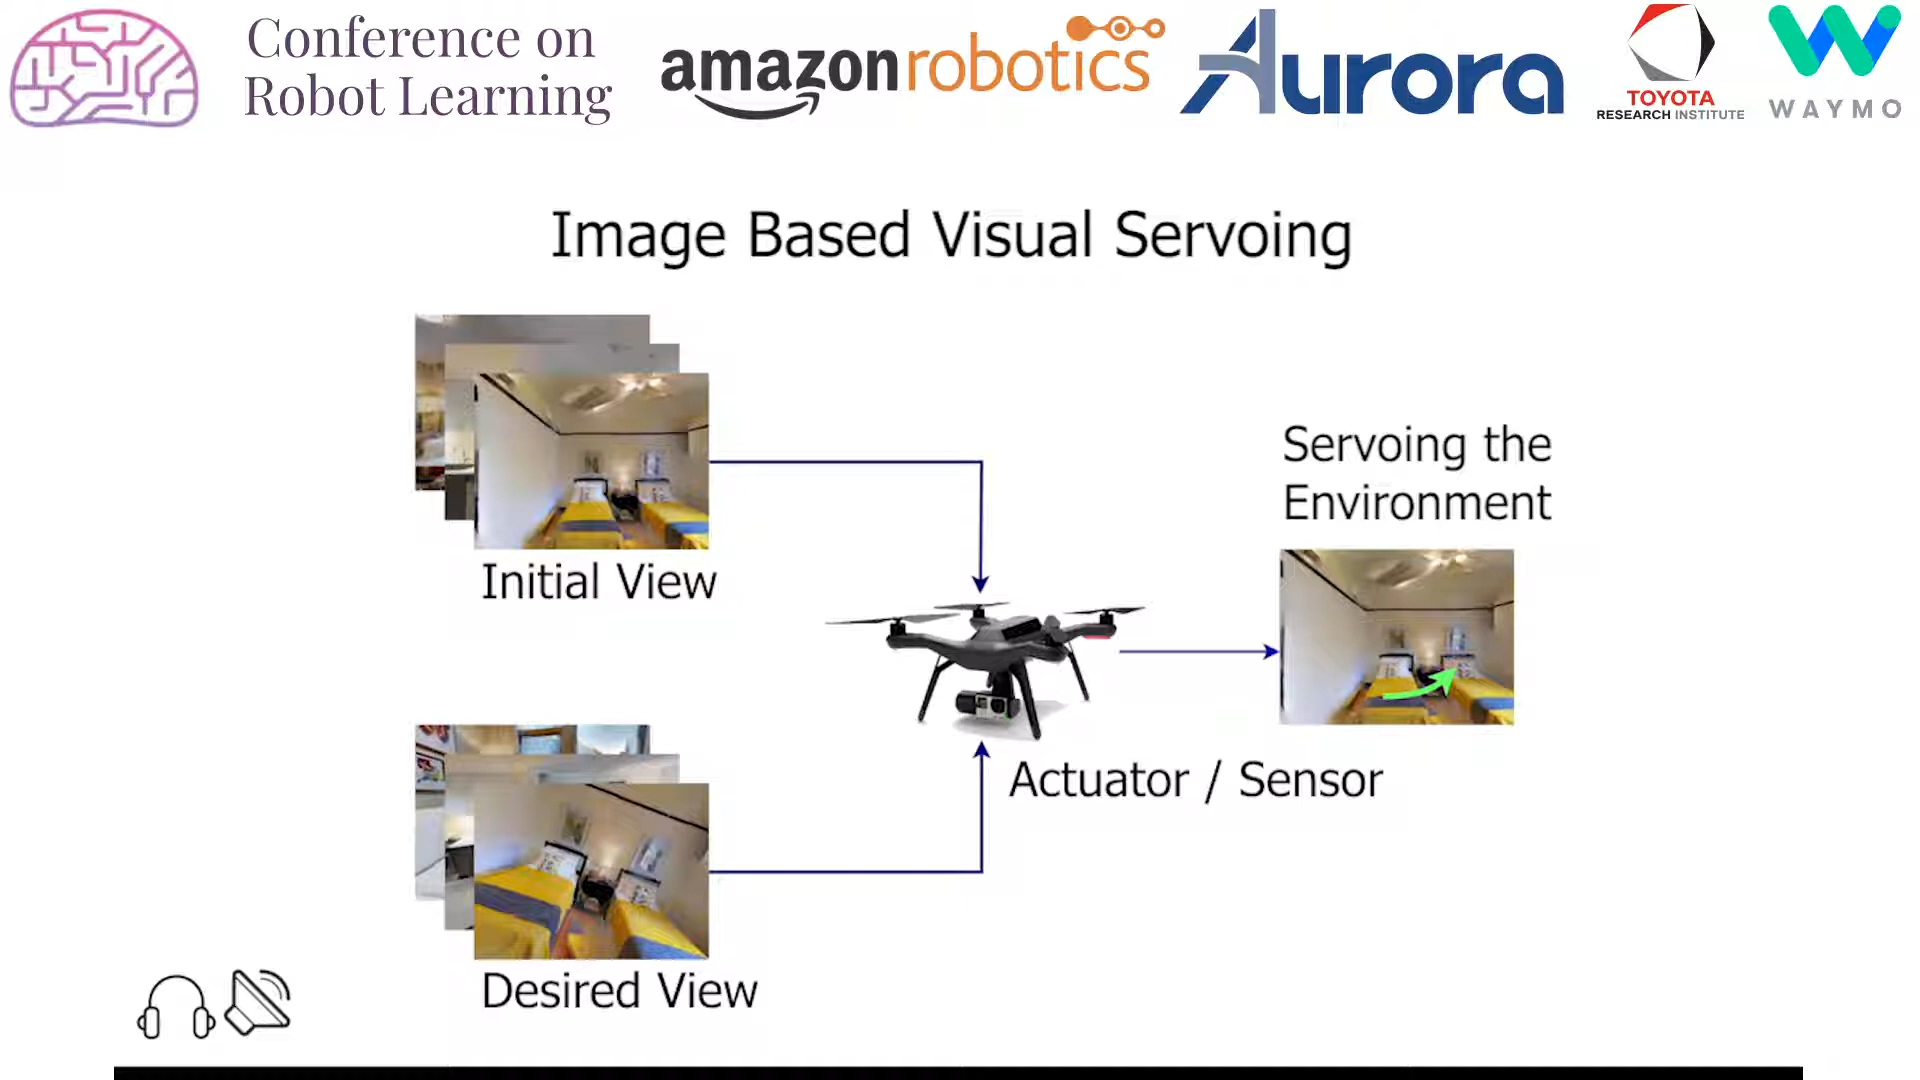 Conference on
Robot Learning
amazon robotics
Aurora
TOYOTA
RESEARCH INSTITUTE
WAYMO
Image Based Visual Servoing
Initial View
Servoing the
Environment
Actuator / Sensor
Desired View